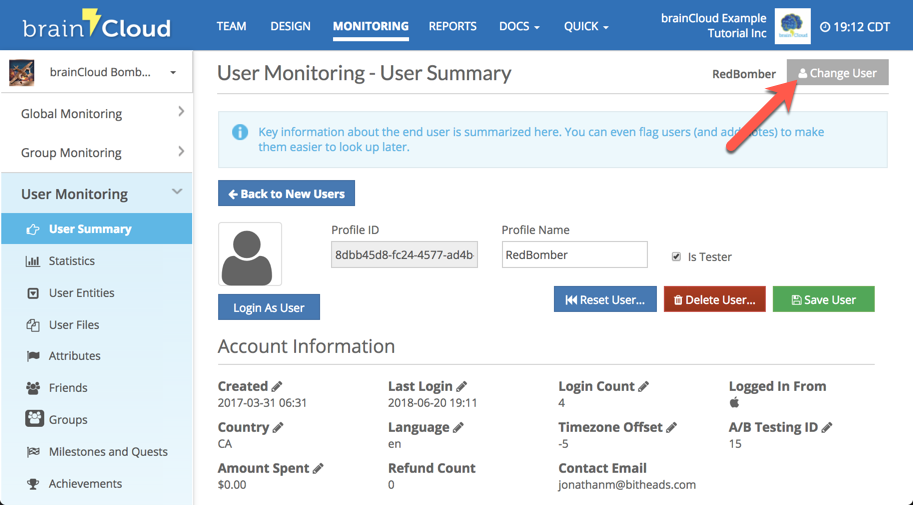 brainCloud
TEAM DESIGN MONITORING REPORTS DOCS QUICK
brainCloud Example
Tutorial Inc
brainCloud
19:12 CDT
brainCloud Bomb...
Global Monitoring
Group Monitoring
User Monitoring
User Summary
Statistics
User Entities
User Files
Attributes
Friends
Groups
Milestones and Quests
Achievements
User Monitoring - User Summary
RedBomber
Change User
Key information about the end user is summarized here. You can even flag users (and add notes) to make
them easier to look up later.
Back to New Users
Profile ID
8dbb45d8-fc24-4577-ad4b-
Profile Name
RedBomber
Is Tester
Login As User
Reset User...
Delete User...
Save User
Account Information
Created
2017-03-31 06:31
Last Login
2018-06-20 19:11
Login Count
4
Logged In From
Country
CA
Language
en
Timezone Offset
-5
A/B Testing ID
15
Amount Spent
$0.00
Refund Count
0
Contact Email
jonathanm@bitheads.com